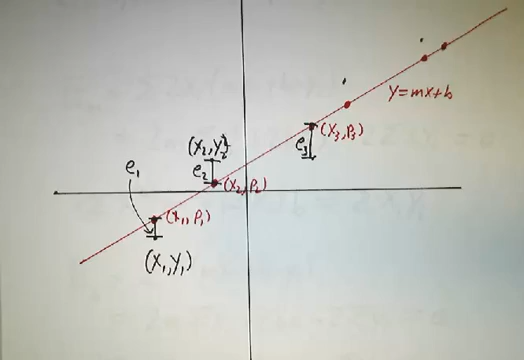 y=mx+b
(x₃,p₃)
e₃
(x₂,y₂)
e₂
(x₂,p₂)
e₁
(x₁,p₁)
(x₁,y₁)